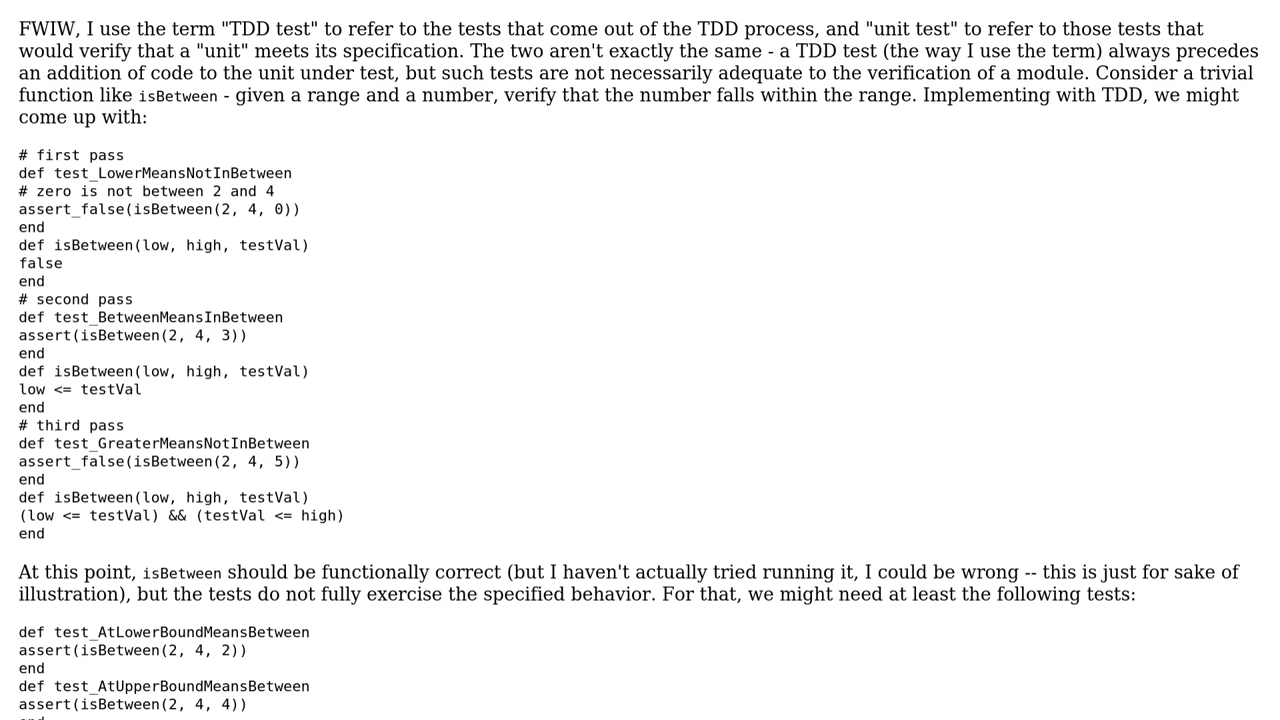 FWIW, I use the term "TDD test" to refer to the tests that come out of the TDD process, and "unit test" to refer to those tests that
would verify that a "unit" meets its specification. The two aren't exactly the same - a TDD test (the way I use the term) always precedes
an addition of code to the unit under test, but such tests are not necessarily adequate to the verification of a module. Consider a trivial
function like isBetween - given a range and a number, verify that the number falls within the range. Implementing with TDD, we might
come up with:
# first pass
def test_LowerMeansNotInBetween
# zero is not between 2 and 4
assert_false(isBetween(2, 4, 0))
end
def isBetween(low, high, testVal)
false
end
# second pass
def test_BetweenMeansInBetween
assert(isBetween(2, 4, 3))
end
def isBetween(low, high, testVal)
low <= testVal
end
# third pass
def test_GreaterMeansNotInBetween
assert_false(isBetween(2, 4, 5))
end
def isBetween(low, high, testVal)
(low <= testVal) && (testVal <= high)
end
At this point, isBetween should be functionally correct (but I haven't actually tried running it, I could be wrong -- this is just for sake of
illustration), but the tests do not fully exercise the specified behavior. For that, we might need at least the following tests:
def test_AtLowerBoundMeansBetween
assert(isBetween(2, 4, 2))
end
def test_AtUpperBoundMeansBetween
assert(isBetween(2, 4, 4))